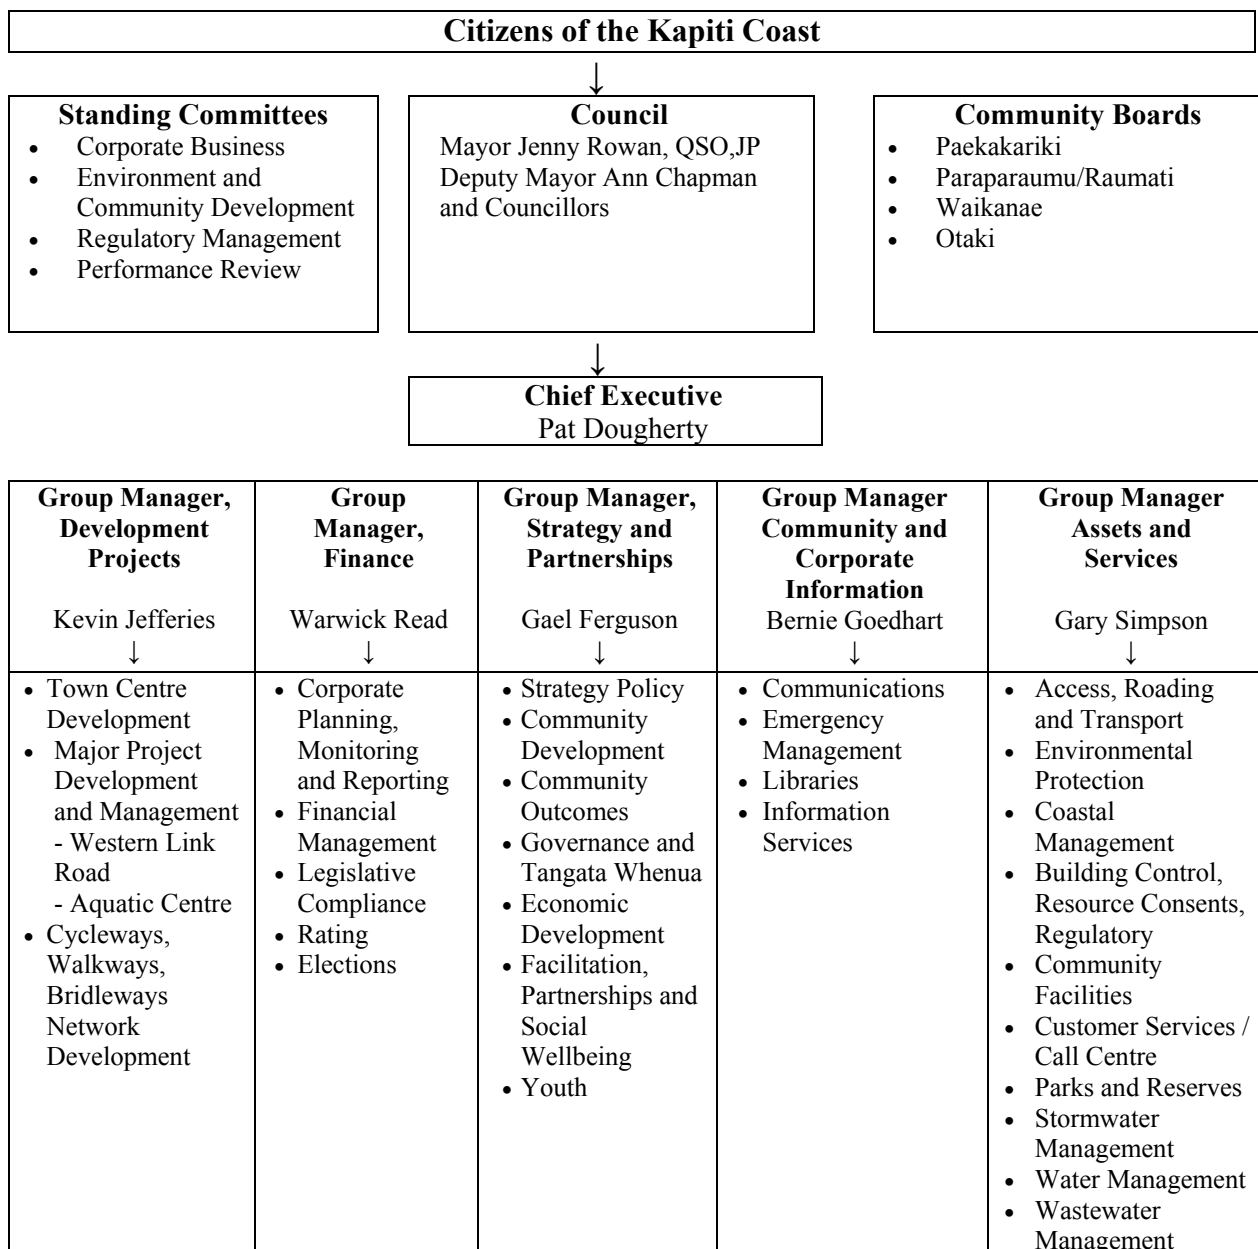 Citizens of the Kapiti Coast
↓
Standing Committees
• Corporate Business
• Environment and
Community Development
• Regulatory Management
• Performance Review
Council
Mayor Jenny Rowan, QSO,JP
Deputy Mayor Ann Chapman
and Councillors
Community Boards
• Paekakariki
• Paraparaumu/Raumati
• Waikanae
• Otaki
↓
Chief Executive
Pat Dougherty
Group Manager,
Development
Projects
Kevin Jefferies
↓
• Town Centre
Development
• Major Project
Development
and Management
- Western Link
Road
- Aquatic Centre
• Cycleways,
Walkways,
Bridleways
Network
Development
Group
Manager,
Finance
Warwick Read
↓
• Corporate
Planning,
Monitoring
and Reporting
• Financial
Management
• Legislative
Compliance
• Rating
• Elections
Group Manager,
Strategy and
Partnerships
Gael Ferguson
↓
• Strategy Policy
• Community
Development
• Community
Outcomes
• Governance and
Tangata Whenua
• Economic
Development
• Facilitation,
Partnerships and
Social
Wellbeing
• Youth
Group Manager
Community and
Corporate
Information
Bernie Goedhart
↓
• Communications
• Emergency
Management
• Libraries
• Information
Services
Group Manager
Assets and
Services
Gary Simpson
↓
• Access, Roading
and Transport
• Environmental
Protection
• Coastal
Management
• Building Control,
Resource Consents,
Regulatory
• Community
Facilities
• Customer Services /
Call Centre
• Parks and Reserves
• Stormwater
Management
• Water Management
• Wastewater
Management